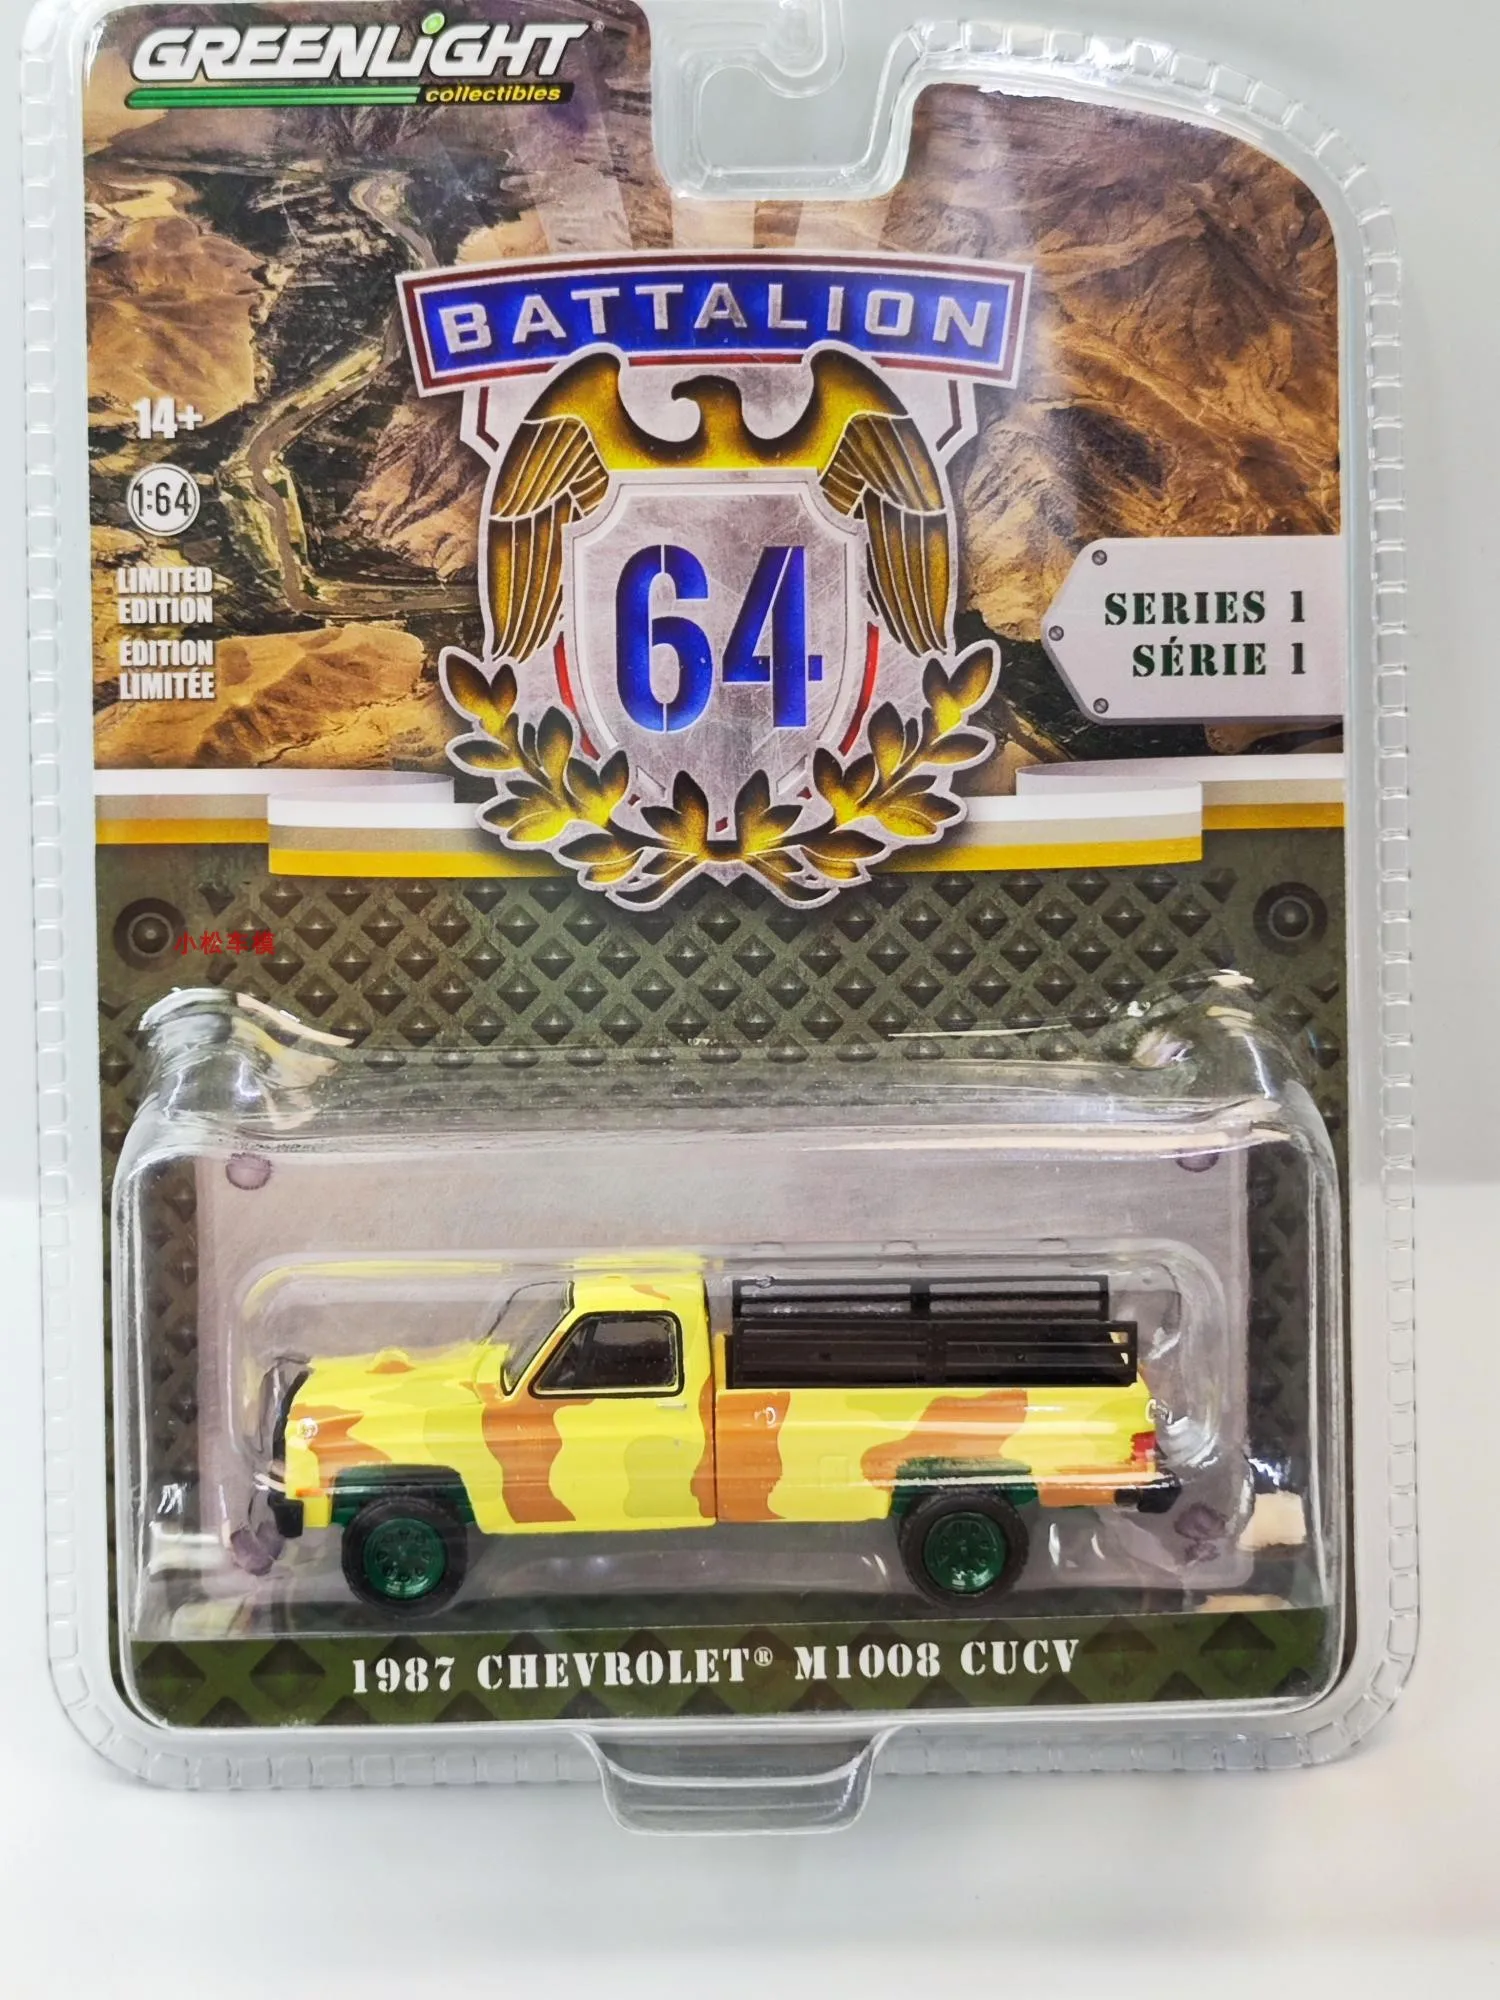 GREENLiGHT®
collectibles
BATTALION
64
14+
1:64
LIMITED
EDITION
ÉDITION
LIMITÉE
SERIES 1
SÉRIE 1
小松车模
1987 CHEVROLET® M1008 CUCV